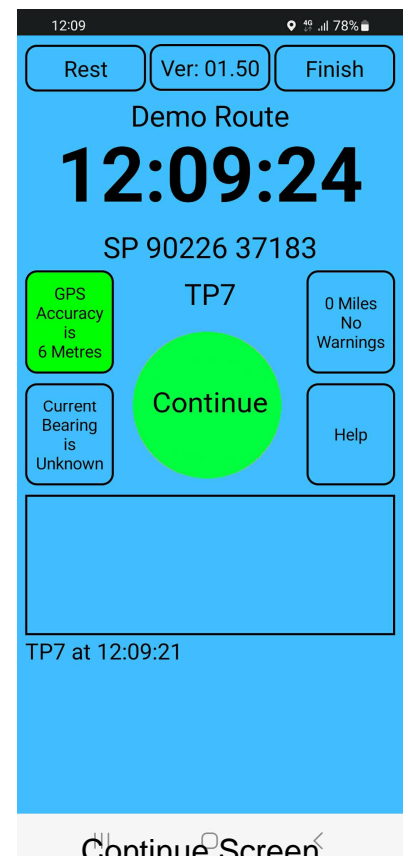 12:09 4G 78%
Rest Ver: 01.50 Finish
Demo Route
12:09:24
SP 90226 37183
GPS
Accuracy
is
6 Metres
TP7
0 Miles
No
Warnings
Current
Bearing
is
Unknown
Continue
Help
TP7 at 12:09:21
Continue Screen